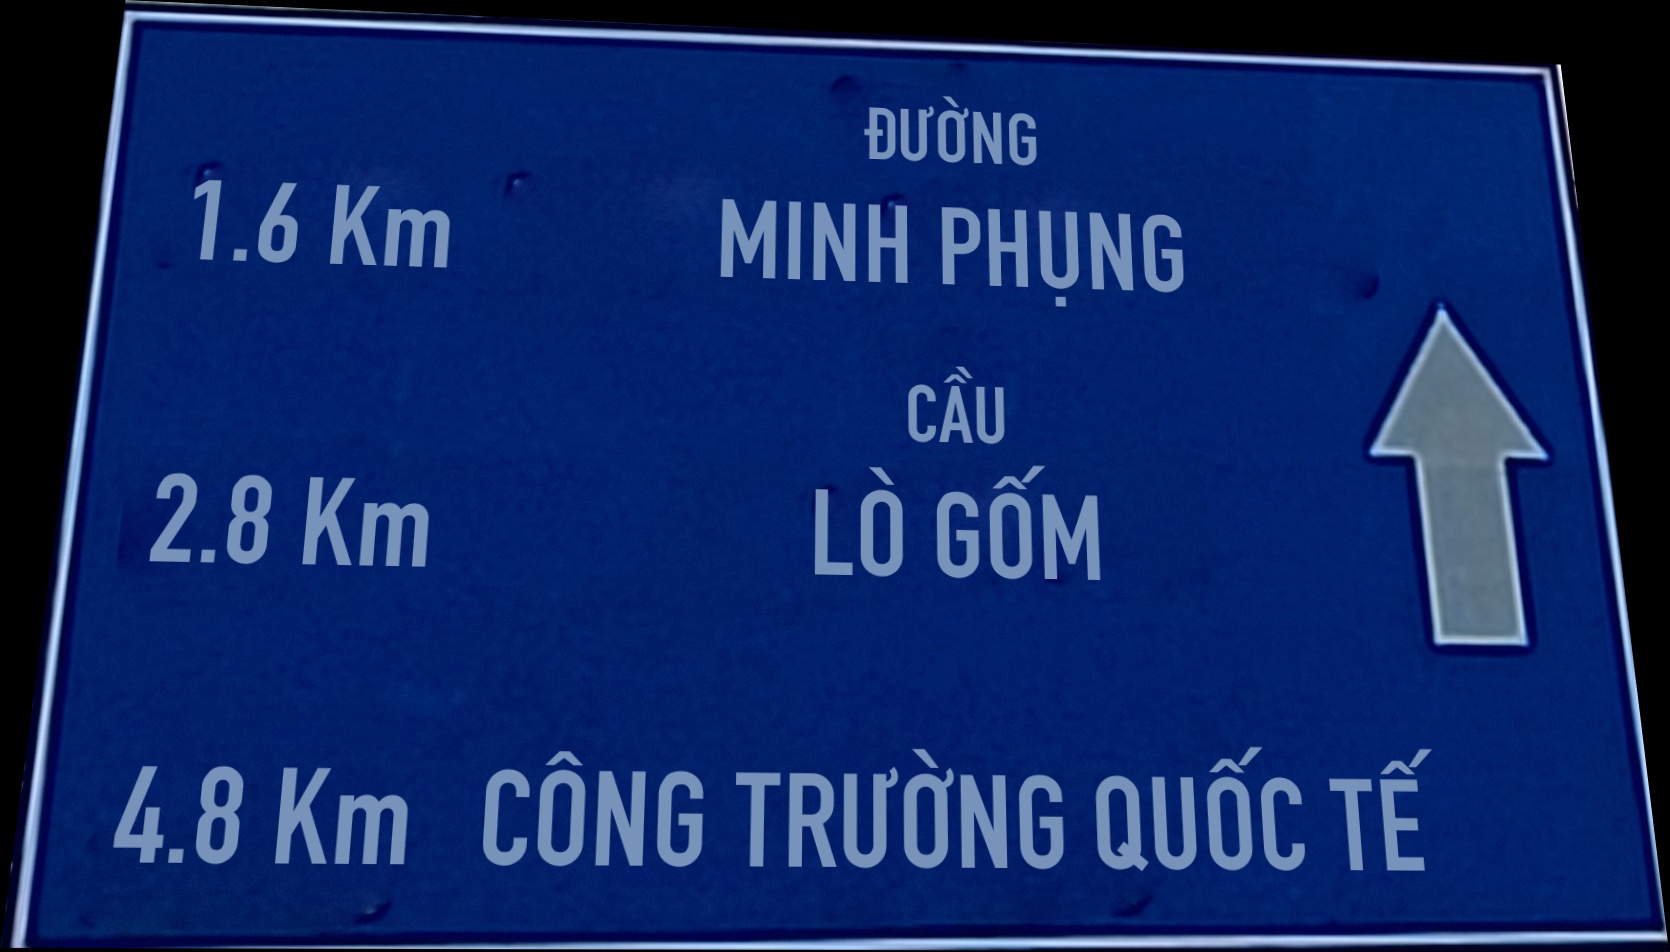 ĐƯỜNG
1.6 Km MINH PHỤNG
CẦU
2.8 Km LÒ GỐM
4.8 Km CÔNG TRƯỜNG QUỐC TẾ